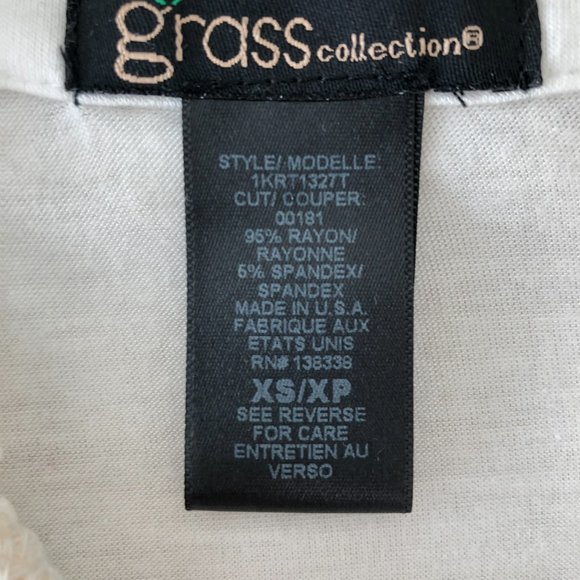 grass collection®
STYLE/ MODELLE:
1KRT1327T
CUT/ COUPER:
00181
95% RAYON/
RAYONNE
5% SPANDEX/
SPANDEX
MADE IN U.S.A.
FABRIQUE AUX
ETATS UNIS
RN# 138338
XS/XP
SEE REVERSE
FOR CARE
ENTRETIEN AU
VERSO